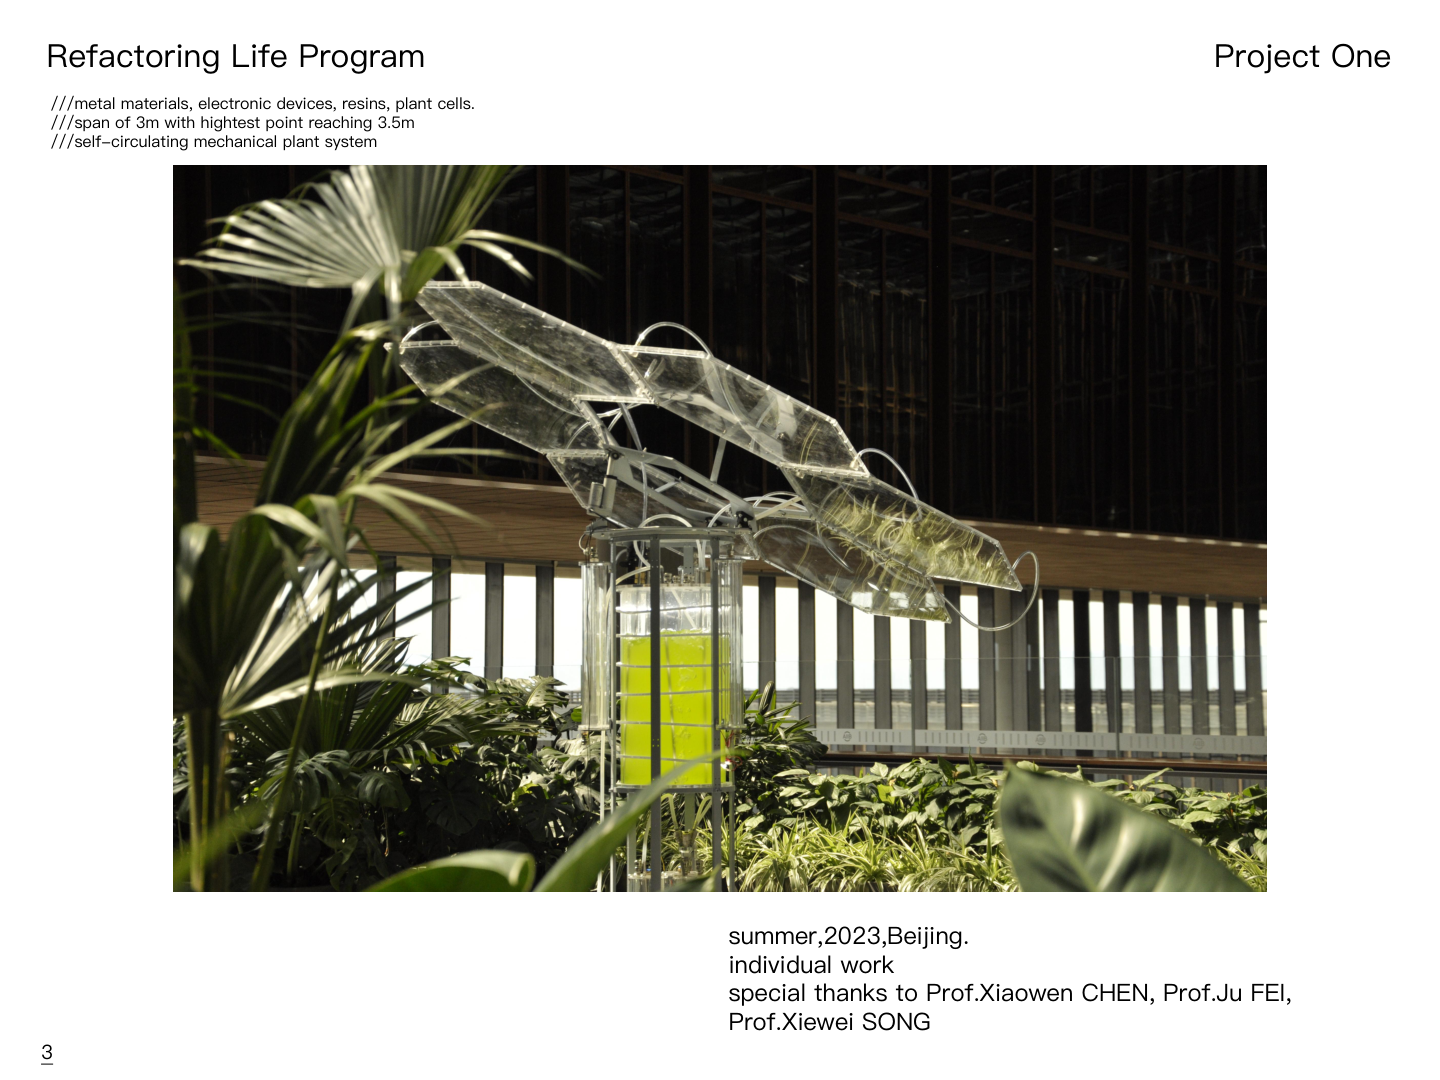 Refactoring Life Program
Project One
///metal materials, electronic devices, resins, plant cells.
///span of 3m with hightest point reaching 3.5m
///self-circulating mechanical plant system
summer,2023,Beijing.
individual work
special thanks to Prof.Xiaowen CHEN, Prof.Ju FEI,
Prof.Xiewei SONG
3